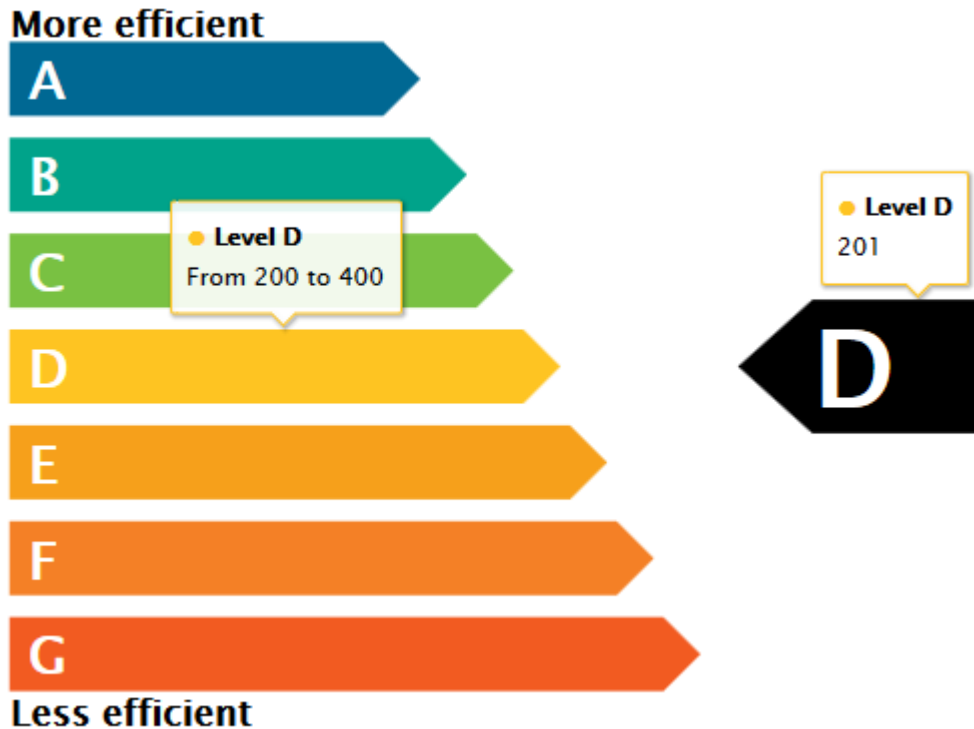 More efficient
A
B
C
Level D
From 200 to 400
Level D
201
D
D
E
F
G
Less efficient